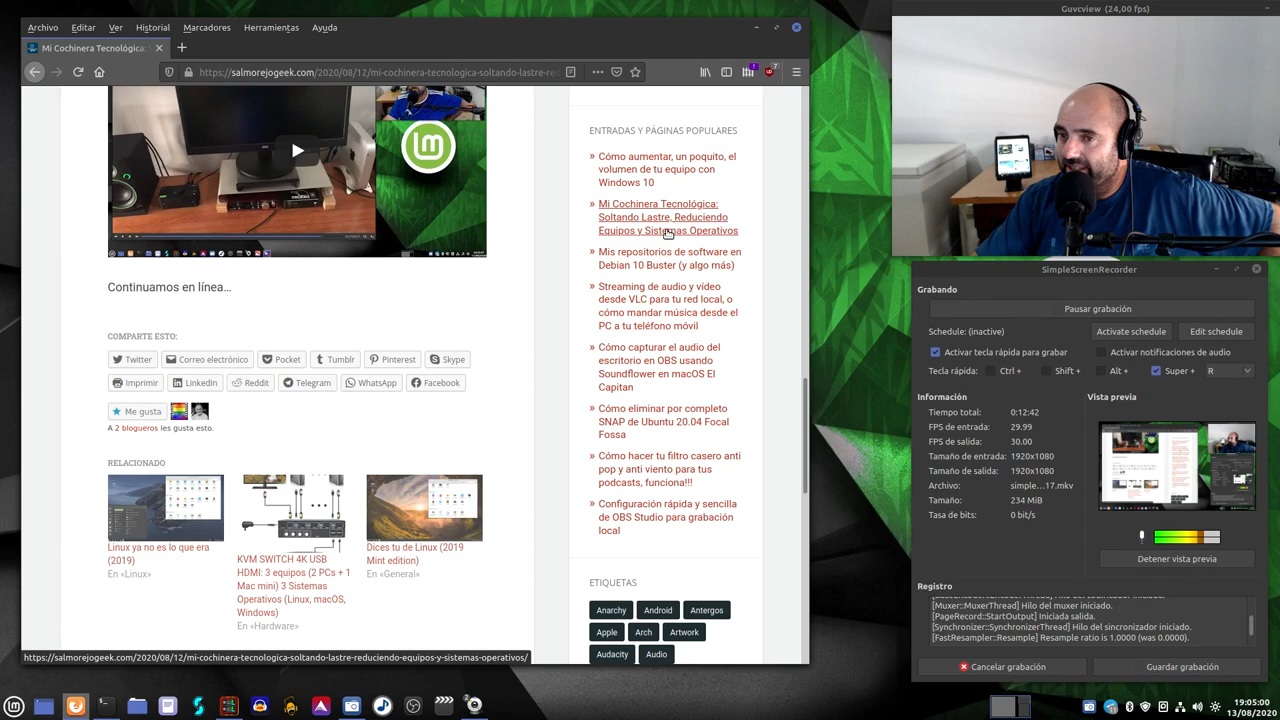 Archivo Editar Ver Historial Marcadores Herramientas Ayuda
Mi Cochinera Tecnológica:
https://salmorejogeek.com/2020/08/12/mi-cochinera-tecnologica-soltando-lastre-red
Continuamos en línea…
COMPARTE ESTO:
Twitter Correo electrónico Pocket Tumblr Pinterest Skype
Imprimir LinkedIn Reddit Telegram WhatsApp Facebook
Me gusta
A 2 blogueros les gusta esto.
RELACIONADO
Linux ya no es lo que era
(2019)
En «Linux»
KVM SWITCH 4K USB
HDMI: 3 equipos (2 PCs + 1
Mac mini) 3 Sistemas
Operativos (Linux, macOS,
Windows)
En «Hardware»
Dices tu de Linux (2019
Mint edition)
En «General»
ENTRADAS Y PÁGINAS POPULARES
» Cómo aumentar, un poquito, el
volumen de tu equipo con
Windows 10
» Mi Cochinera Tecnológica:
Soltando Lastre, Reduciendo
Equipos y Sistemas Operativos
» Mis repositorios de software en
Debian 10 Buster (y algo más)
» Streaming de audio y vídeo
desde VLC para tu red local, o
cómo mandar música desde el
PC a tu teléfono móvil
» Cómo capturar el audio del
escritorio en OBS usando
Soundflower en macOS El
Capitan
» Cómo eliminar por completo
SNAP de Ubuntu 20.04 Focal
Fossa
» Cómo hacer tu filtro casero anti
pop y anti viento para tus
podcasts, funciona!!!
» Configuración rápida y sencilla
de OBS Studio para grabación
local
ETIQUETAS
Anarchy Android Antergos
Apple Arch Artwork
Audacity Audio
https://salmorejogeek.com/2020/08/12/mi-cochinera-tecnologica-soltando-lastre-reduciendo-equipos-y-sistemas-operativos/
Guvcview (24,00 fps)
SimpleScreenRecorder
Grabando
Pausar grabación
Schedule: (inactive) Activate schedule Edit schedule
Activar tecla rápida para grabar Activar notificaciones de audio
Tecla rápida: Ctrl + Shift + Alt + Super + R
Información
Tiempo total: 0:12:42
FPS de entrada: 29.99
FPS de salida: 30.00
Tamaño de entrada: 1920x1080
Tamaño de salida: 1920x1080
Archivo: simple....17.mkv
Tamaño: 234 MiB
Tasa de bits: 0 bit/s
Vista previa
Detener vista previa
Registro
[Muxer::MuxerThread] Hilo del muxer iniciado.
[PageRecord::StartOutput] Iniciada salida.
[Synchronizer::SynchronizerThread] Hilo del sincronizador iniciado.
[FastResampler::Resample] Resample ratio is 1.0000 (was 0.0000).
Cancelar grabación Guardar grabación
19:05:00
13/08/2020